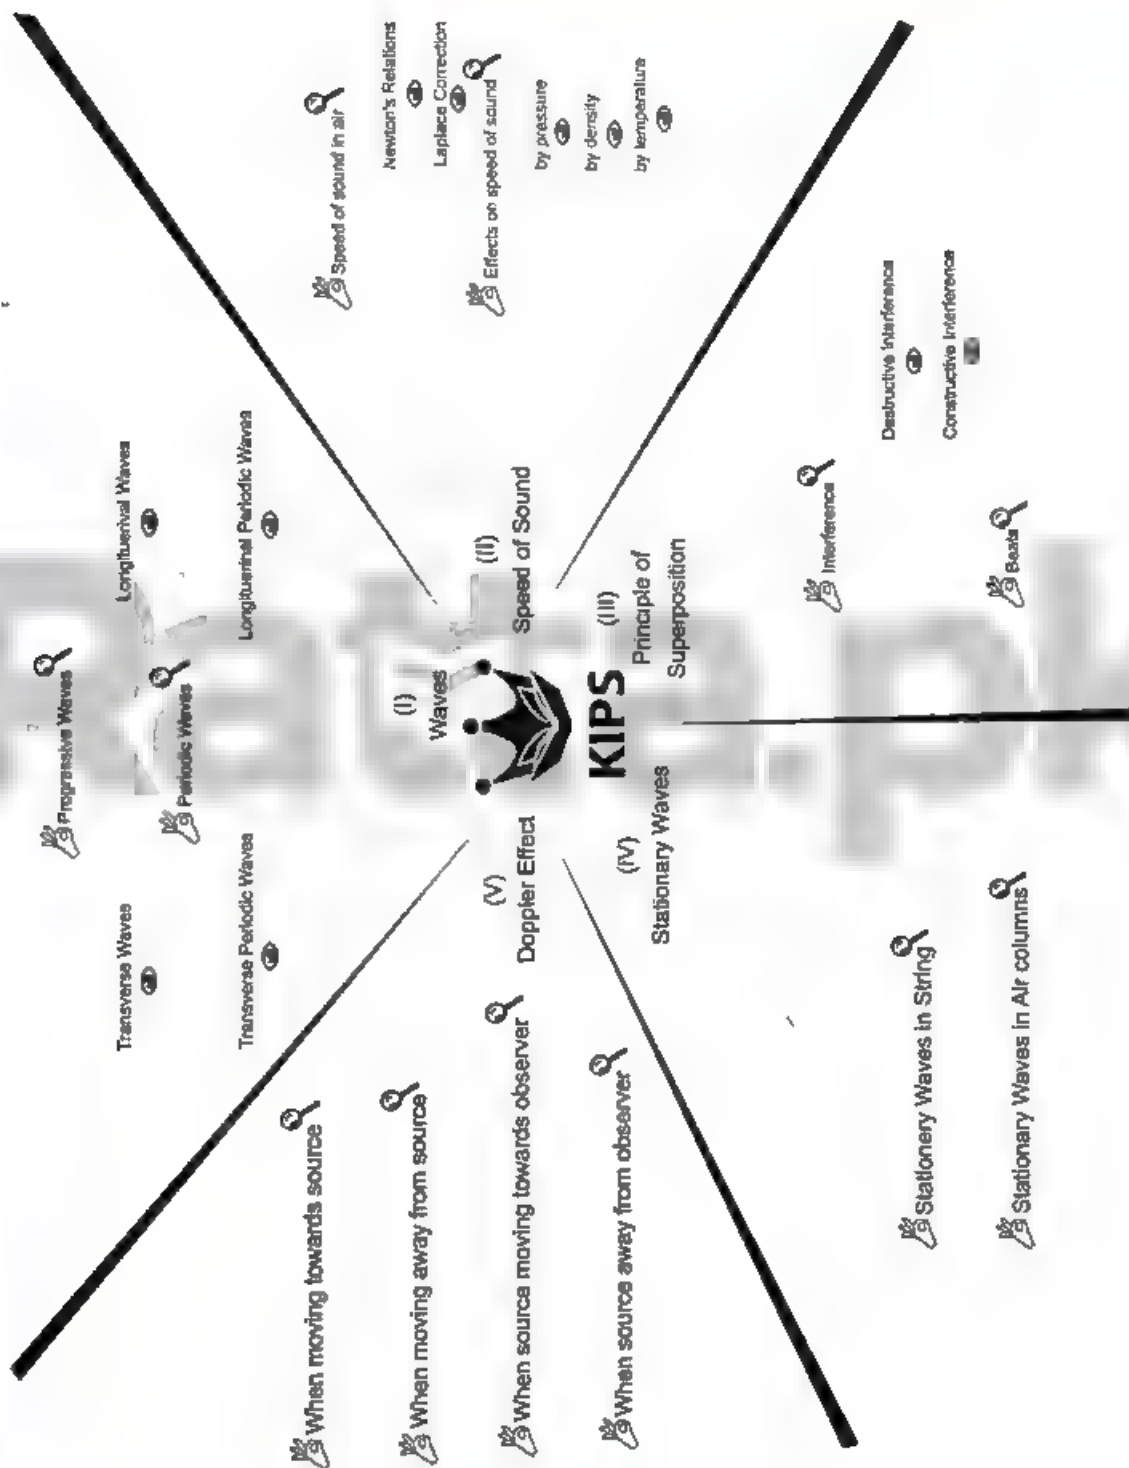 Progressive Waves
Transverse Waves
Longituerival Waves
Periodic Waves
Transverse Periodic Waves
Longituerinal Periodic Waves
(I)
Waves
(II)
Speed of Sound
Speed of sound in air
Newton's Relations
Laplace Correction
Effects on speed of sound
by pressure
by density
by temperature
(III)
Principle of
Superposition
Interference
Destructive Interference
Constructive Interference
Beats
(IV)
Stationary Waves
Stationery Waves in String
Stationary Waves in Air columns
(V)
Doppler Effect
When moving towards source
When moving away from source
When source moving towards observer
When source away from observer
KIPS